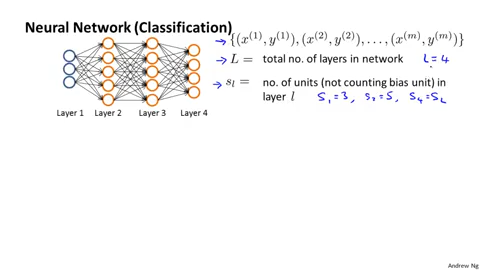 Neural Network (Classification)
→ {(x^{(1)}, y^{(1)}), (x^{(2)}, y^{(2)}), . . . , (x^{(m)}, y^{(m)})}
→ L = total no. of layers in network L = 4
→ s_l = no. of units (not counting bias unit) in
layer l s_1 = 3, s_2 = 5, s_4 = s_L
Layer 1 Layer 2 Layer 3 Layer 4
Andrew Ng